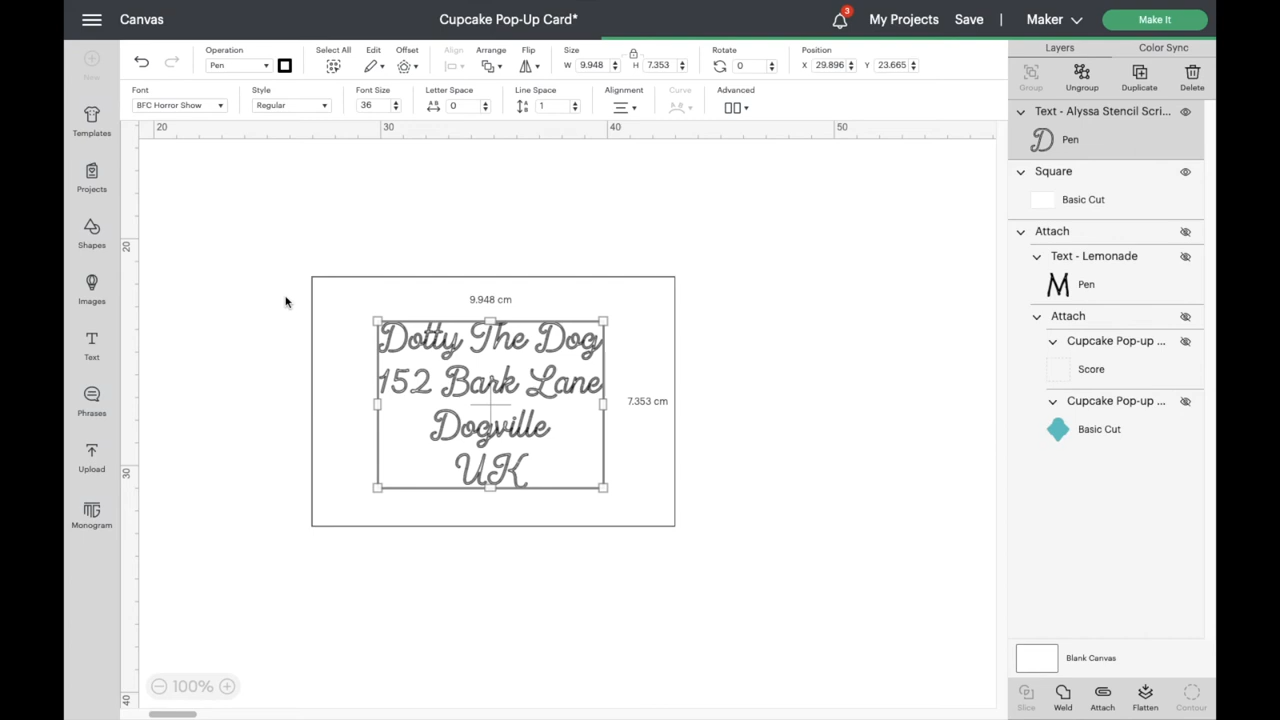 Canvas
Cupcake Pop-Up Card*
3
My Projects
Save
|
Maker
Make It
Operation
Select All
Edit
Offset
Align
Arrange
Flip
Size
Rotate
Position
Pen
W 9.948
H 7.353
0
X 29.896
Y 23.665
Font
Style
Font Size
Letter Space
Line Space
Alignment
Curve
Advanced
BFC Horror Show
Regular
36
0
1
New
Templates
Projects
Shapes
Images
Text
Phrases
Upload
Monogram
20
30
40
50
20
30
40
9.948 cm
7.353 cm
Dotty The Dog
152 Bark Lane
Dogville
UK
100%
Layers
Color Sync
Group
Ungroup
Duplicate
Delete
Text - Alyssa Stencil Scri...
D
Pen
Square
Basic Cut
Attach
Text - Lemonade
M
Pen
Attach
Cupcake Pop-up ...
Score
Cupcake Pop-up ...
Basic Cut
Blank Canvas
Slice
Weld
Attach
Flatten
Contour